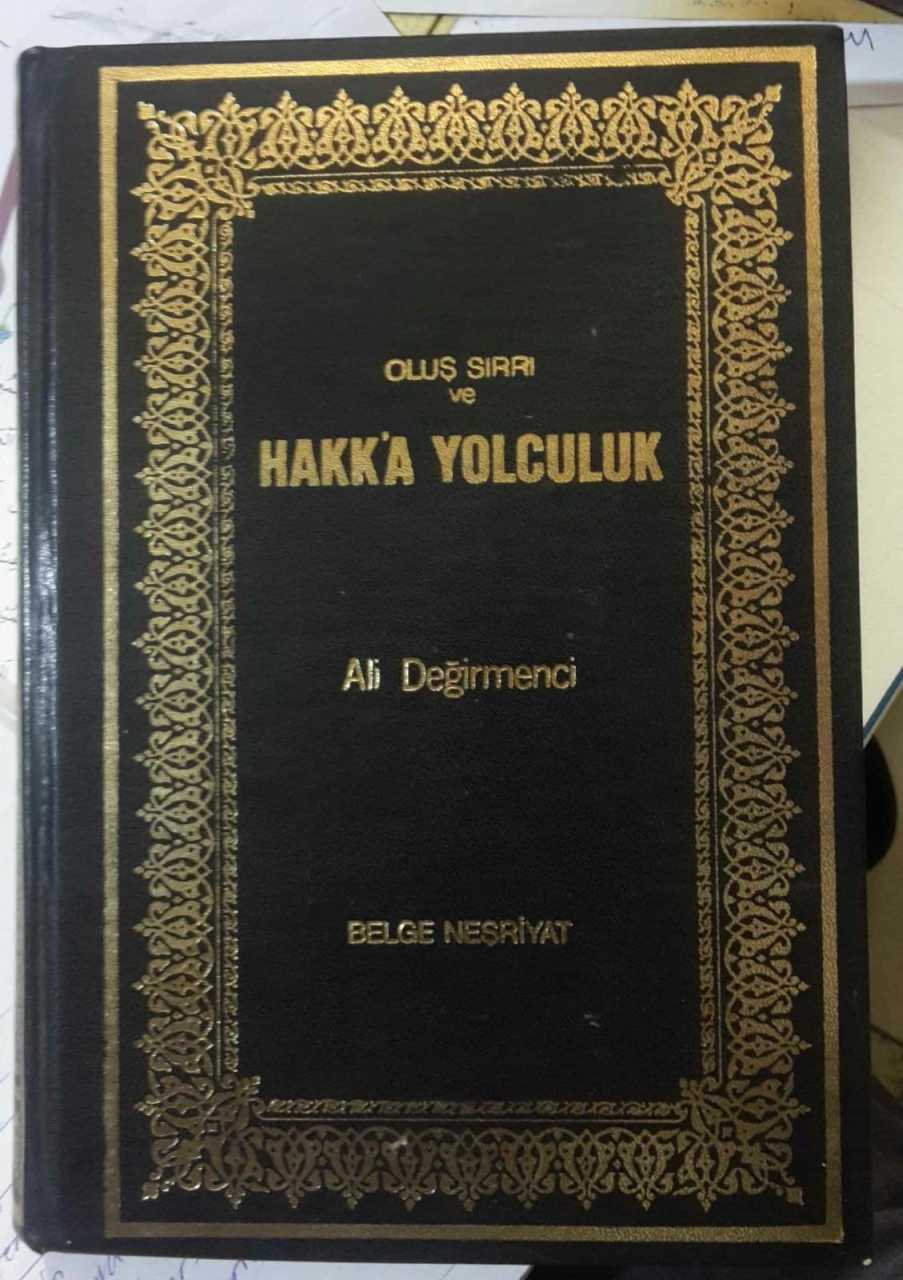 OLUŞ SIRRI
ve
HAKK'A YOLCULUK
Ali Değirmenci
BELGE NEŞRİYAT